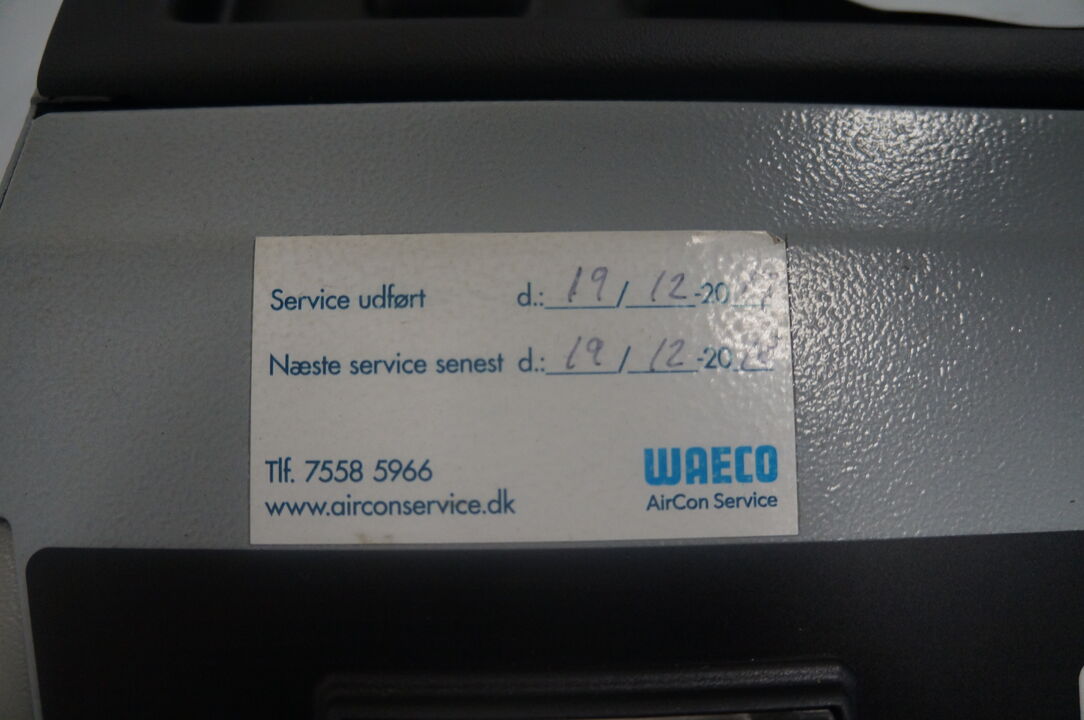 Service udført d.: 19 / 12 -20
Næste service senest d.: 19 / 12 -20
Tlf. 7558 5966
www.airconservice.dk
WAECO
AirCon Service